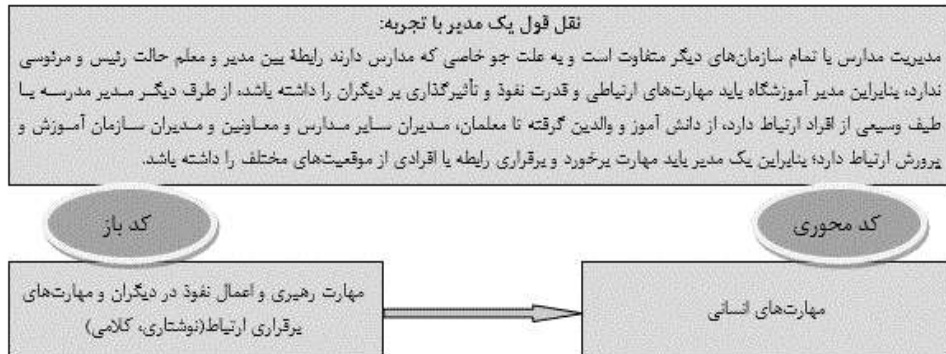 نقل قول یک مدیر با تجربه:
مدیریت مدارس با تمام سازمان‌های دیگر متفاوت است و به علت جو خاصی که مدارس دارند رابطهٔ بین مدیر و معلم حالت رئیس و مرئوسی
ندارد، بنابراین مدیر آموزشگاه باید مهارت‌های ارتباطی و قدرت نفوذ و تأثیرگذاری بر دیگران را داشته باشد، از طرف دیگر مدیر مدرسه با
طیف وسیعی از افراد ارتباط دارد، از دانش آموز و والدین گرفته تا معلمان، مدیران سایر مدارس و معاونین و مدیران سازمان آموزش و
پرورش ارتباط دارد؛ بنابراین یک مدیر باید مهارت برخورد و برقراری رابطه با افرادی از موقعیت‌های مختلف را داشته باشد.
کد محوری
کد باز
مهارت‌های انسانی
مهارت رهبری و اعمال نفوذ در دیگران و مهارت‌های
برقراری ارتباط(نوشتاری، کلامی)